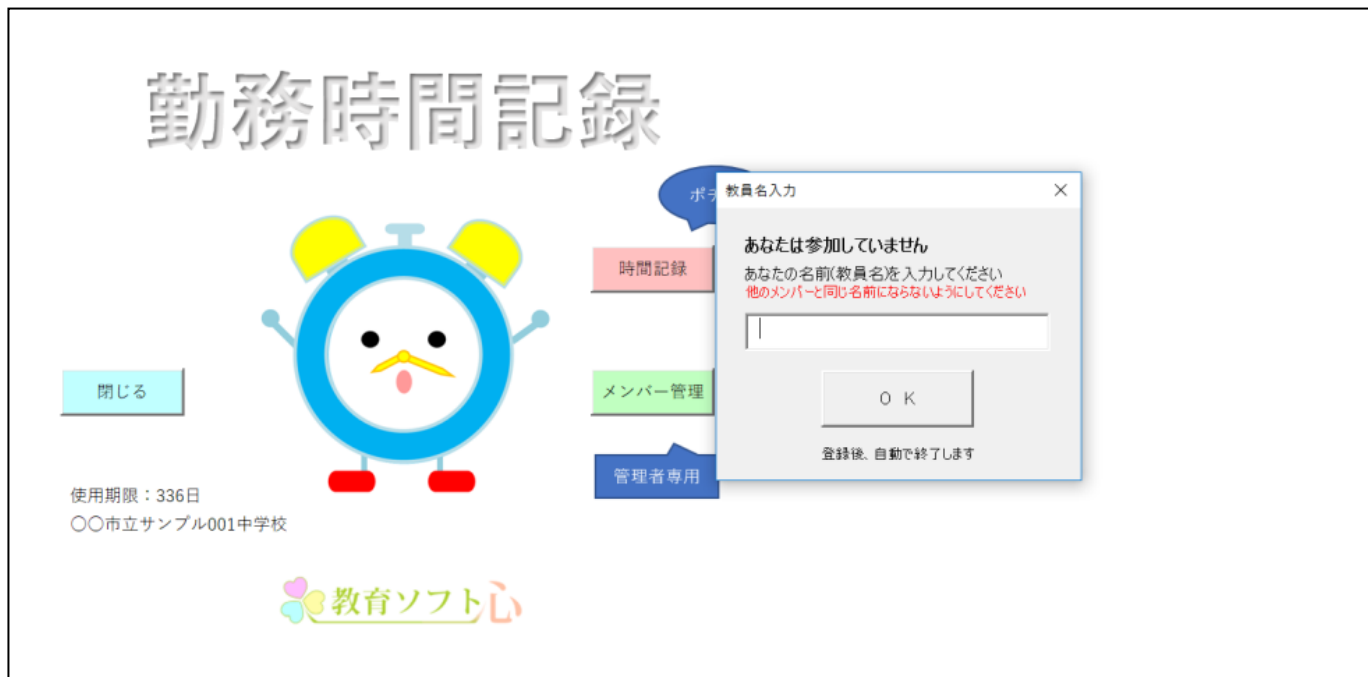 勤務時間記録
ポチ
教員名入力
あなたは参加していません
あなたの名前(教員名)を入力してください
他のメンバーと同じ名前にならないようにしてください
時間記録
閉じる
メンバー管理
ＯＫ
登録後、自動で終了します
管理者専用
使用期限：336日
〇〇市立サンプル001中学校
教育ソフト心